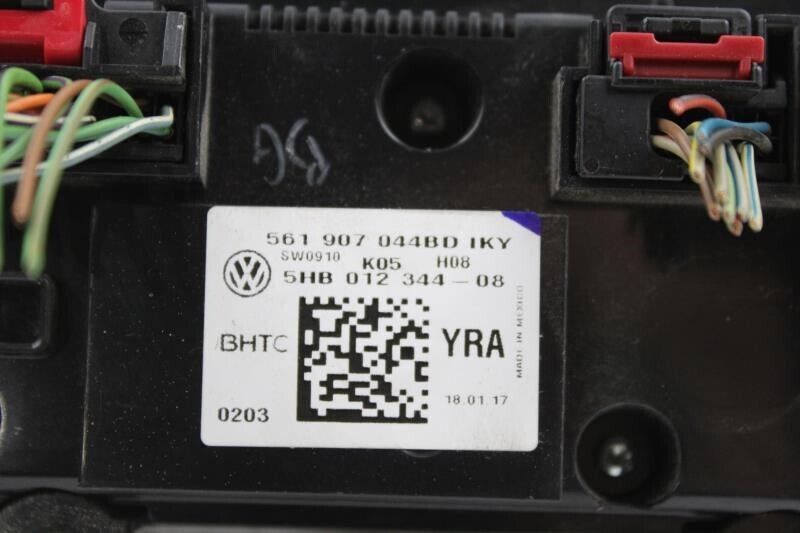 561 907 044BD IKY
SW0910 K05 H08
5HB 012 344-08
BHTC
YRA
MADE IN MEXICO
0203
18.01.17